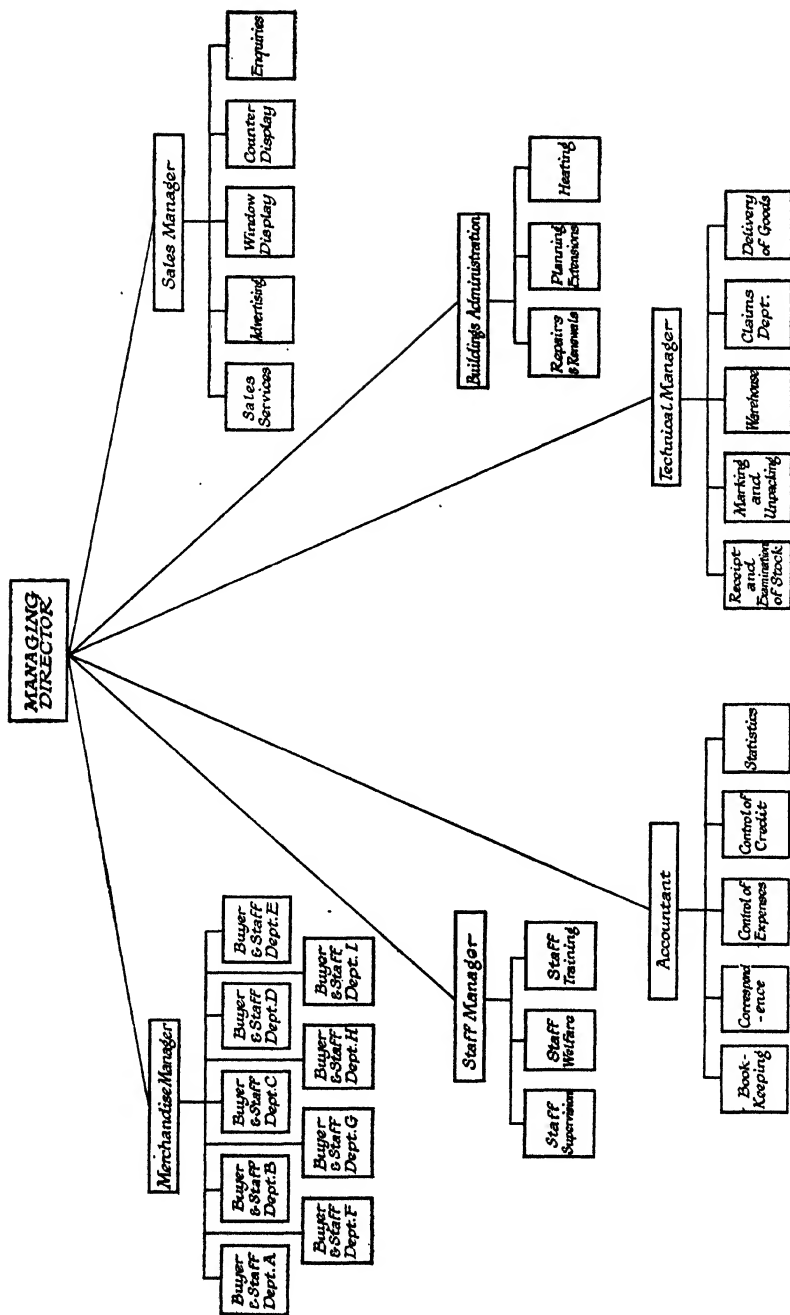 MANAGING
DIRECTOR
Merchandise Manager
Buyer
& Staff
Dept. A
Buyer
& Staff
Dept. B
Buyer
& Staff
Dept. C
Buyer
& Staff
Dept. D
Buyer
& Staff
Dept. E
Buyer
& Staff
Dept. F
Buyer
& Staff
Dept. G
Buyer
& Staff
Dept. H
Buyer
& Staff
Dept. I
Sales Manager
Sales
Services
Advertising
Window
Display
Counter
Display
Enquiries
Staff Manager
Staff
Supervision
Staff
Welfare
Staff
Training
Buildings Administration
Repairs
& Renewals
Planning
Extensions
Heating
Accountant
Book-
Keeping
Correspond
-ence
Control of
Expenses
Control of
Credit
Statistics
Technical Manager
Receipt
and
Examination
of Stock
Marking
and
Unpacking
Warehouse
Claims
Dept.
Delivery
of Goods